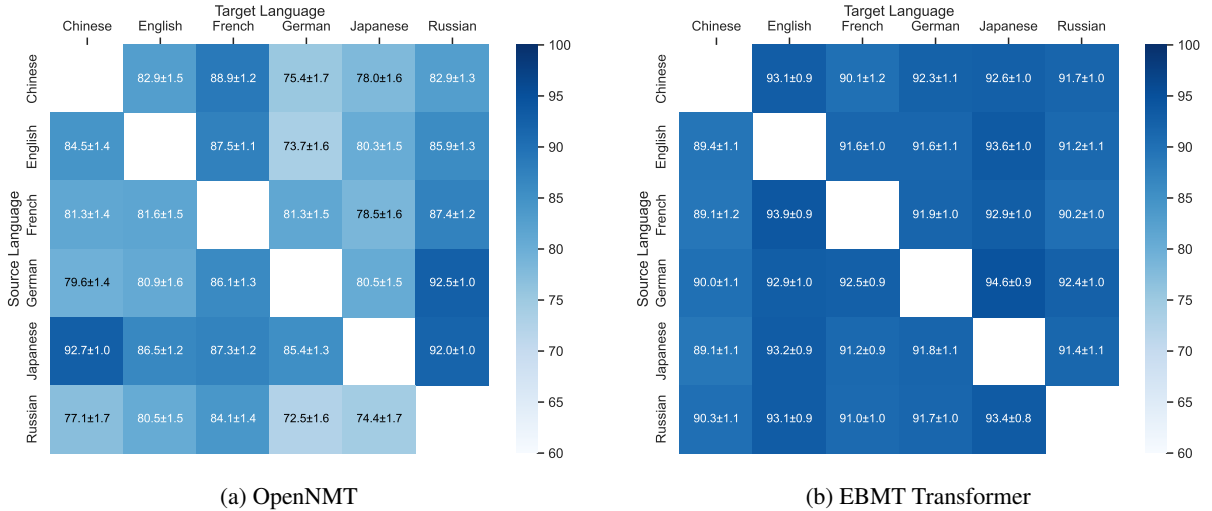 Target Language
Chinese English French German Japanese Russian
Source Language
Chinese 82.9±1.5 88.9±1.2 75.4±1.7 78.0±1.6 82.9±1.3
English 84.5±1.4 87.5±1.1 73.7±1.6 80.3±1.5 85.9±1.3
French 81.3±1.4 81.6±1.5 81.3±1.5 78.5±1.6 87.4±1.2
German 79.6±1.4 80.9±1.6 86.1±1.3 80.5±1.5 92.5±1.0
Japanese 92.7±1.0 86.5±1.2 87.3±1.2 85.4±1.3 92.0±1.0
Russian 77.1±1.7 80.5±1.5 84.1±1.4 72.5±1.6 74.4±1.7
100
95
90
85
80
75
70
65
60
(a) OpenNMT
Target Language
Chinese English French German Japanese Russian
Source Language
Chinese 93.1±0.9 90.1±1.2 92.3±1.1 92.6±1.0 91.7±1.0
English 89.4±1.1 91.6±1.0 91.6±1.1 93.6±1.0 91.2±1.1
French 89.1±1.2 93.9±0.9 91.9±1.0 92.9±1.0 90.2±1.0
German 90.0±1.1 92.9±1.0 92.5±0.9 94.6±0.9 92.4±1.0
Japanese 89.1±1.1 93.2±0.9 91.2±0.9 91.8±1.1 91.4±1.1
Russian 90.3±1.1 93.1±0.9 91.0±1.0 91.7±1.0 93.4±0.8
100
95
90
85
80
75
70
65
60
(b) EBMT Transformer